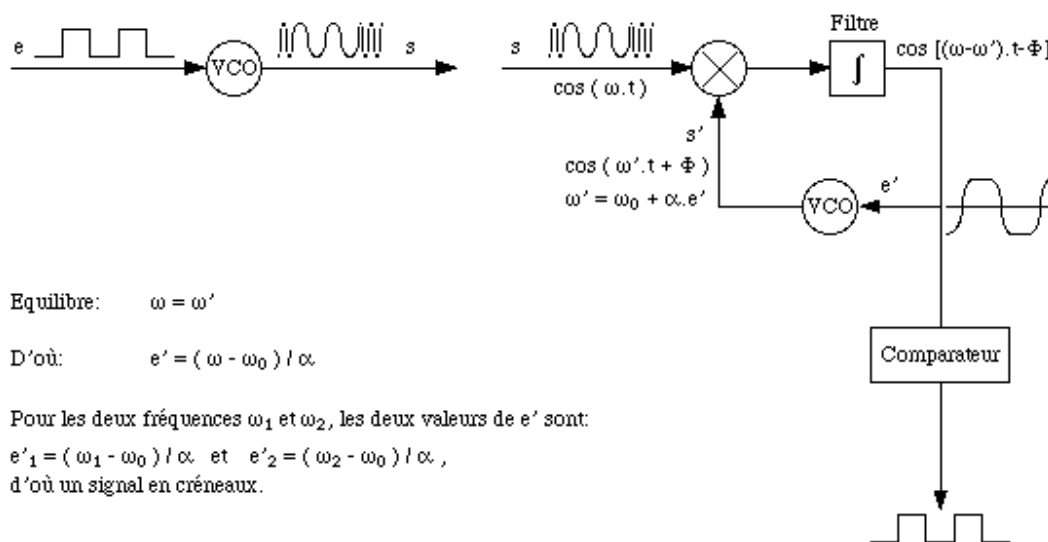 e
VCO
s
s
cos ( ω.t)
Filtre
∫
cos [(ω-ω').t-Φ]
s'
cos ( ω'.t + Φ )
ω' = ω₀ + α.e'
VCO
e'
Equilibre: ω = ω'
D'où: e' = ( ω - ω₀ ) / α
Comparateur
Pour les deux fréquences ω₁ et ω₂, les deux valeurs de e' sont:
e'₁ = ( ω₁ - ω₀ ) / α et e'₂ = ( ω₂ - ω₀ ) / α ,
d'où un signal en créneaux.